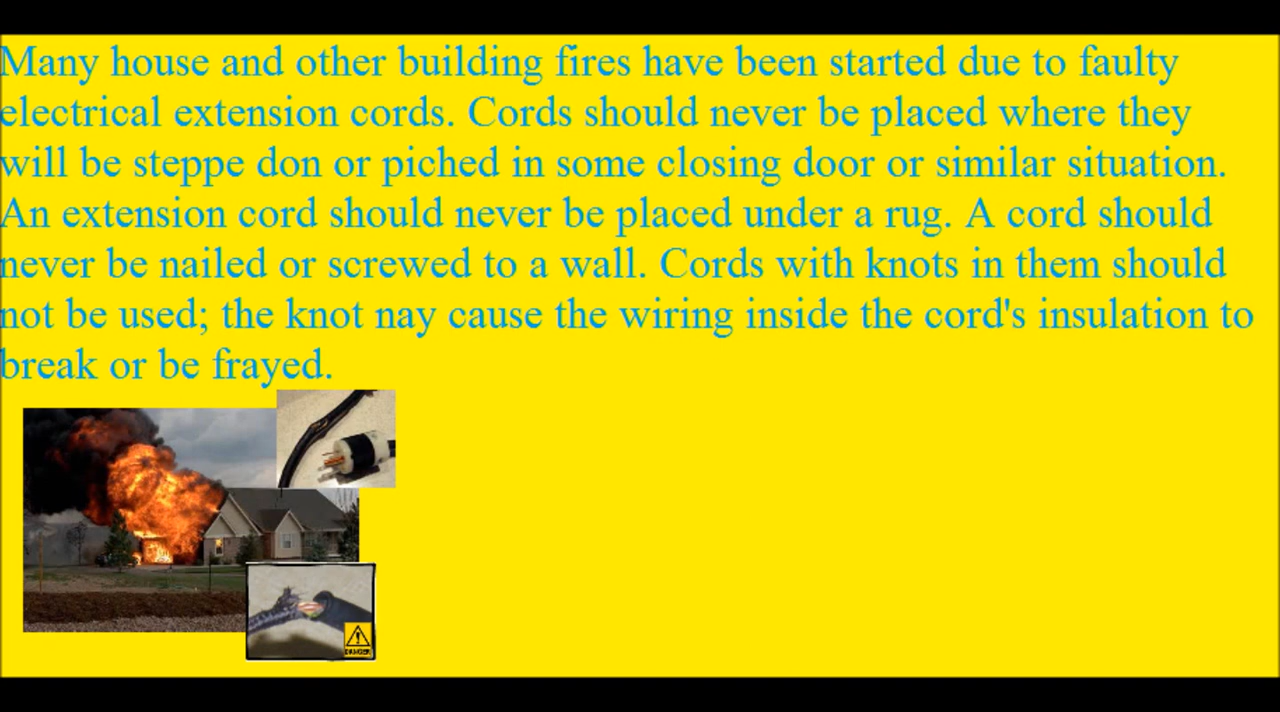 Many house and other building fires have been started due to faulty
electrical extension cords. Cords should never be placed where they
will be steppe don or piched in some closing door or similar situation.
An extension cord should never be placed under a rug. A cord should
never be nailed or screwed to a wall. Cords with knots in them should
not be used; the knot nay cause the wiring inside the cord's insulation to
break or be frayed.
DANGER